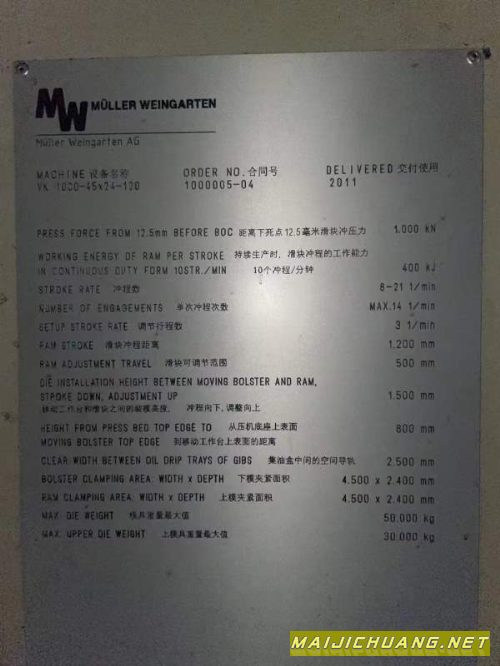 MW MÜLLER WEINGARTEN
Müller Weingarten AG
MACHINE 设备名称 ORDER NO. 合同号 DELIVERED 交付使用
VK 1000-45x24-120 1000005-04 2011
PRESS FORCE FROM 12.5mm BEFORE BDC 距离下死点12.5毫米滑块冲压力 1.000 kN
WORKING ENERGY OF RAM PER STROKE 持续生产时，滑块冲程的工作能力
IN CONTINUOUS DUTY FORM 10STR./MIN 10个冲程/分钟 400 kJ
STROKE RATE 冲程数 6-21 1/min
NUMBER OF ENGAGEMENTS 单次冲程次数 MAX.14 1/min
SETUP STROKE RATE 调节行程数 3 1/min
RAM STROKE 滑块冲程距离 1.200 mm
RAM ADJUSTMENT TRAVEL 滑块可调节范围 500 mm
DIE INSTALLATION HEIGHT BETWEEN MOVING BOLSTER AND RAM,
STROKE DOWN, ADJUSTMENT UP 1.500 mm
移动工作台和滑块之间的装模高度， 冲程向下,调整向上
HEIGHT FROM PRESS BED TOP EDGE TO 从压机底座上表面 800 mm
MOVING BOLSTER TOP EDGE 到移动工作台上表面的距离
CLEAR WIDTH BETWEEN OIL DRIP TRAYS OF GIBS 集油盒中间的空间导轨 2.500 mm
BOLSTER CLAMPING AREA, WIDTH x DEPTH 下模夹紧面积 4.500 x 2.400 mm
RAM CLAMPING AREA, WIDTH x DEPTH 上模夹紧面积 4.500 x 2.400 mm
MAX. DIE WEIGHT 模具重量最大值 50.000 kg
MAX. UPPER DIE WEIGHT 上模具重量最大值 30.000 kg
MAIJICHUANG.NET